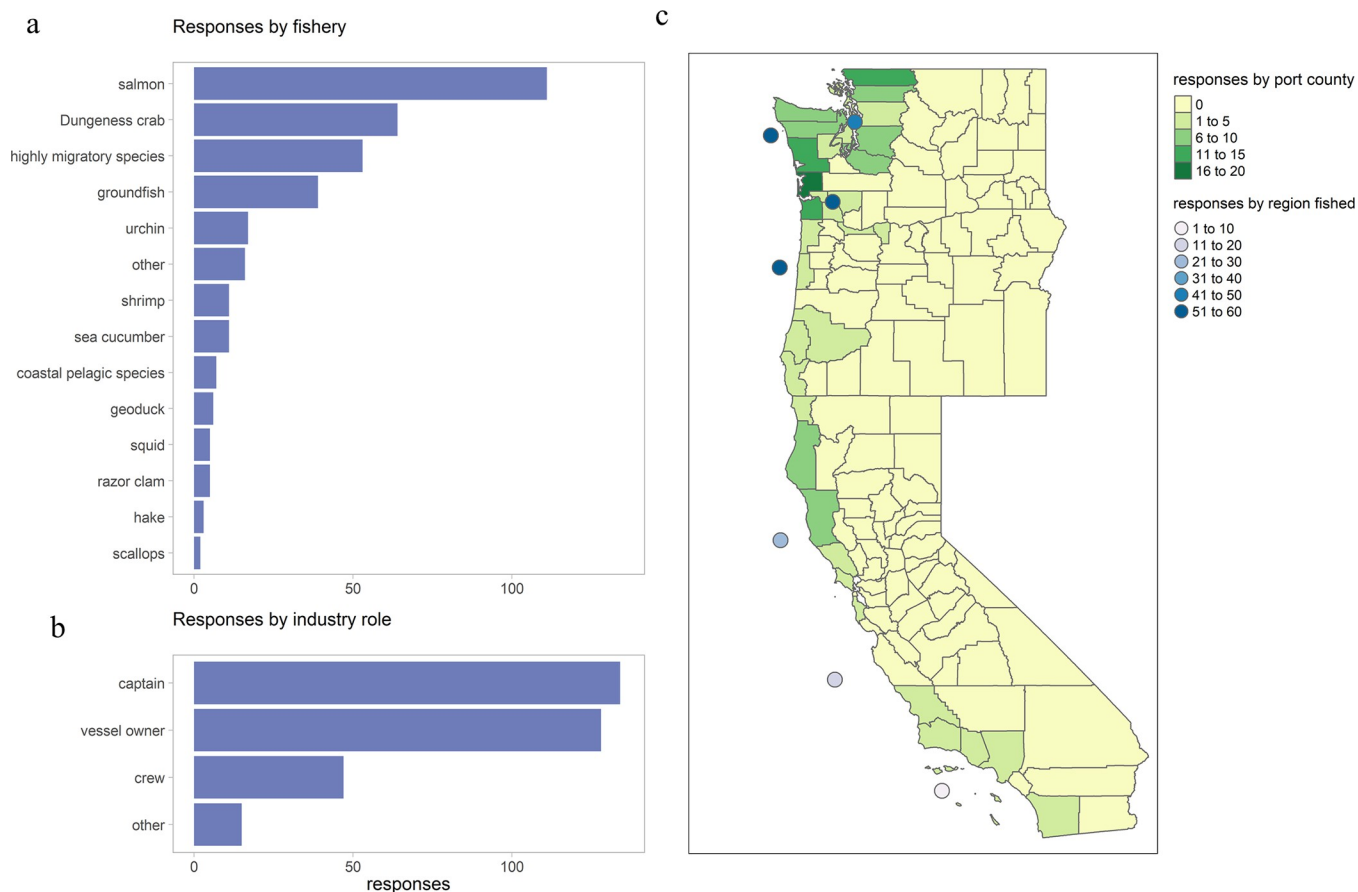 a
Responses by fishery
salmon
Dungeness crab
highly migratory species
groundfish
urchin
other
shrimp
sea cucumber
coastal pelagic species
geoduck
squid
razor clam
hake
scallops
0 50 100
b
Responses by industry role
captain
vessel owner
crew
other
0 50 100
responses
c
responses by port county
0
1 to 5
6 to 10
11 to 15
16 to 20
responses by region fished
1 to 10
11 to 20
21 to 30
31 to 40
41 to 50
51 to 60